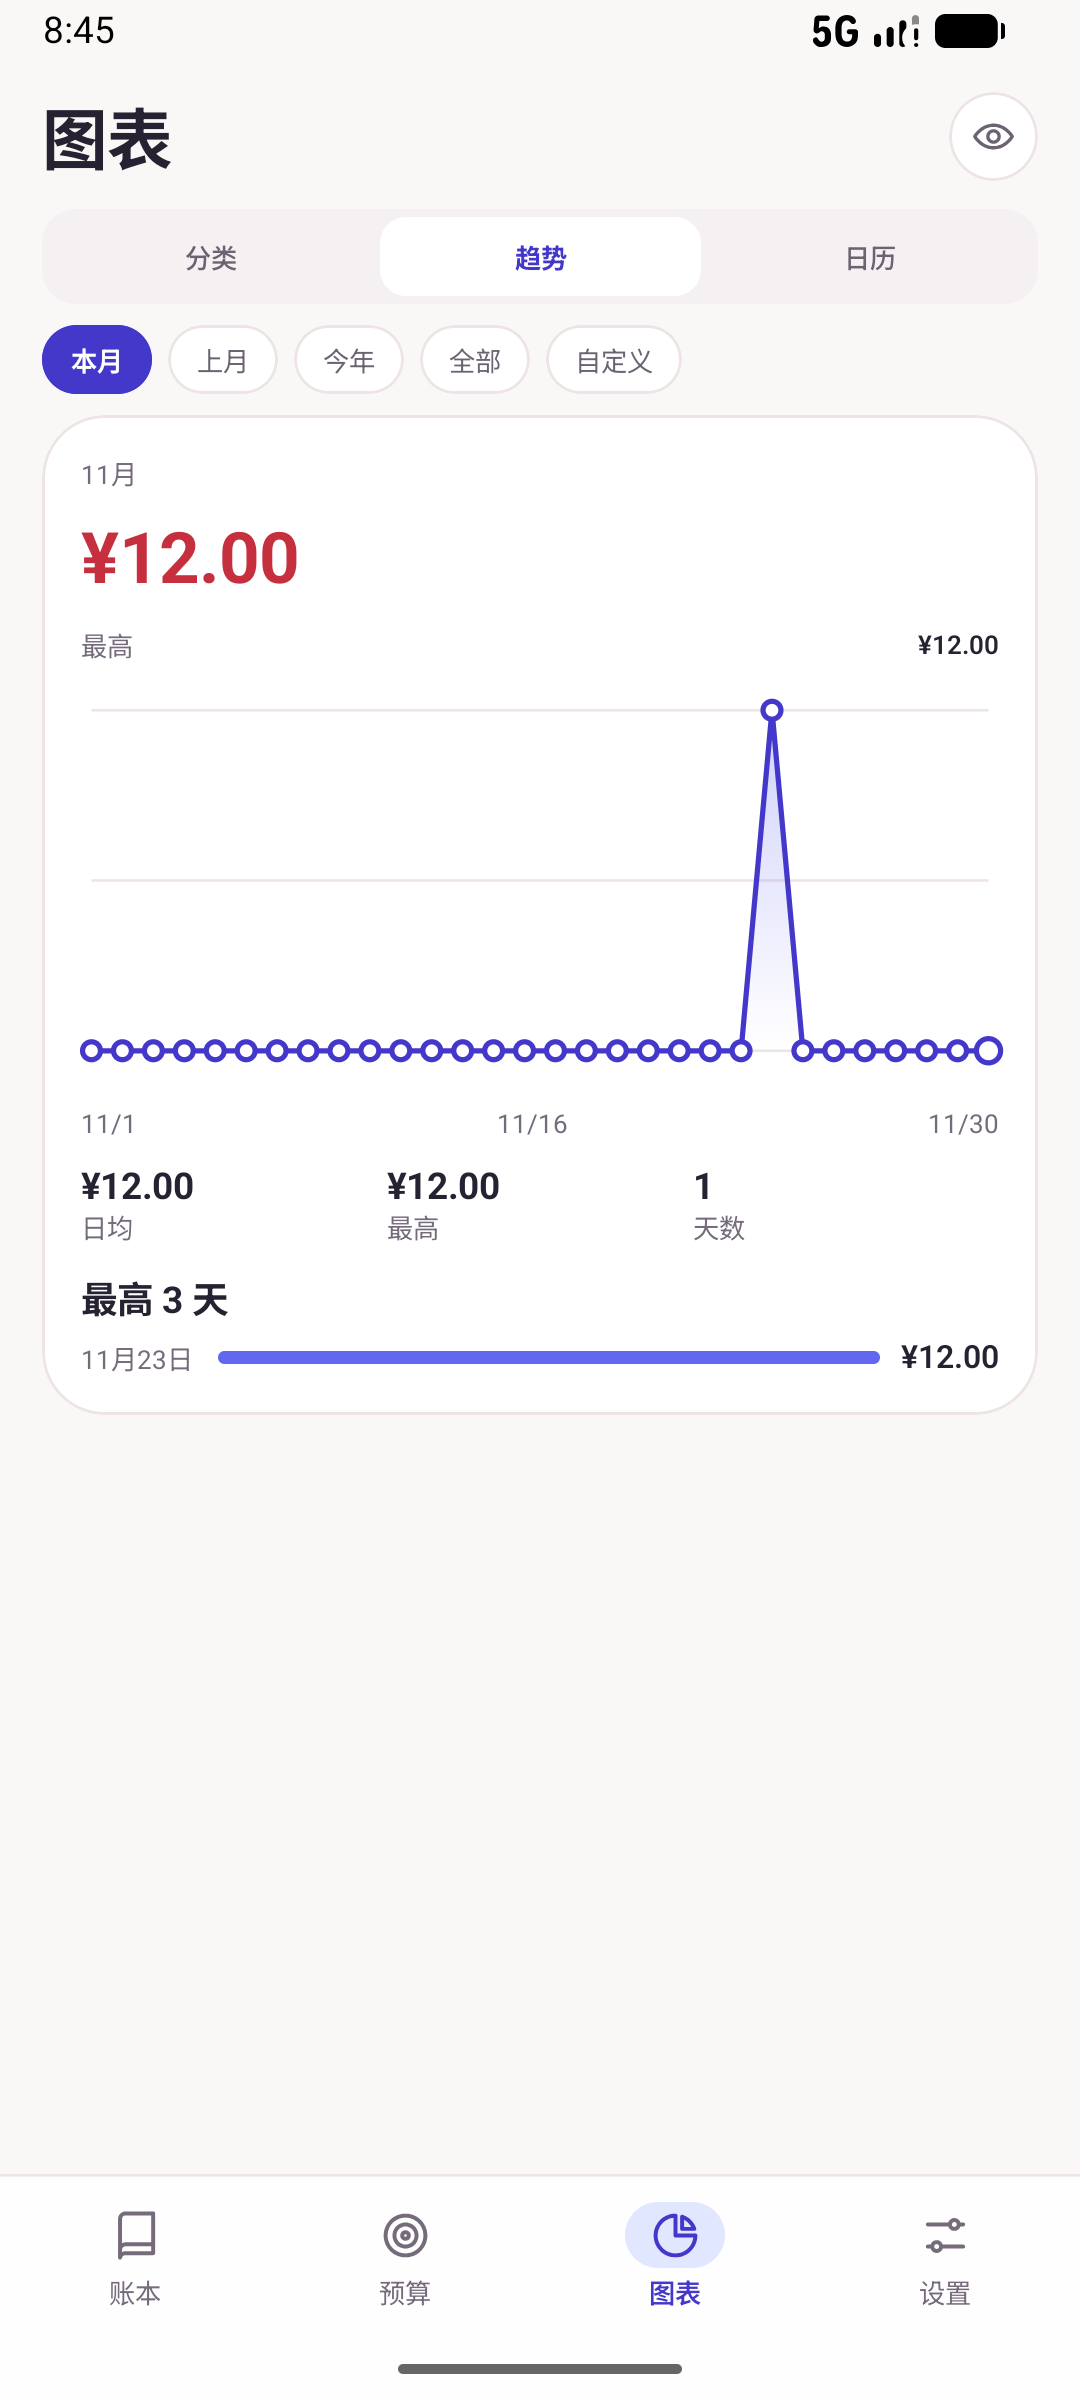 8:45 5G
图表
分类 趋势 日历
本月 上月 今年 全部 自定义
11月
¥12.00
最高 ¥12.00
11/1 11/16 11/30
¥12.00 ¥12.00 1
日均 最高 天数
最高 3 天
11月23日 ¥12.00
账本 预算 图表 设置